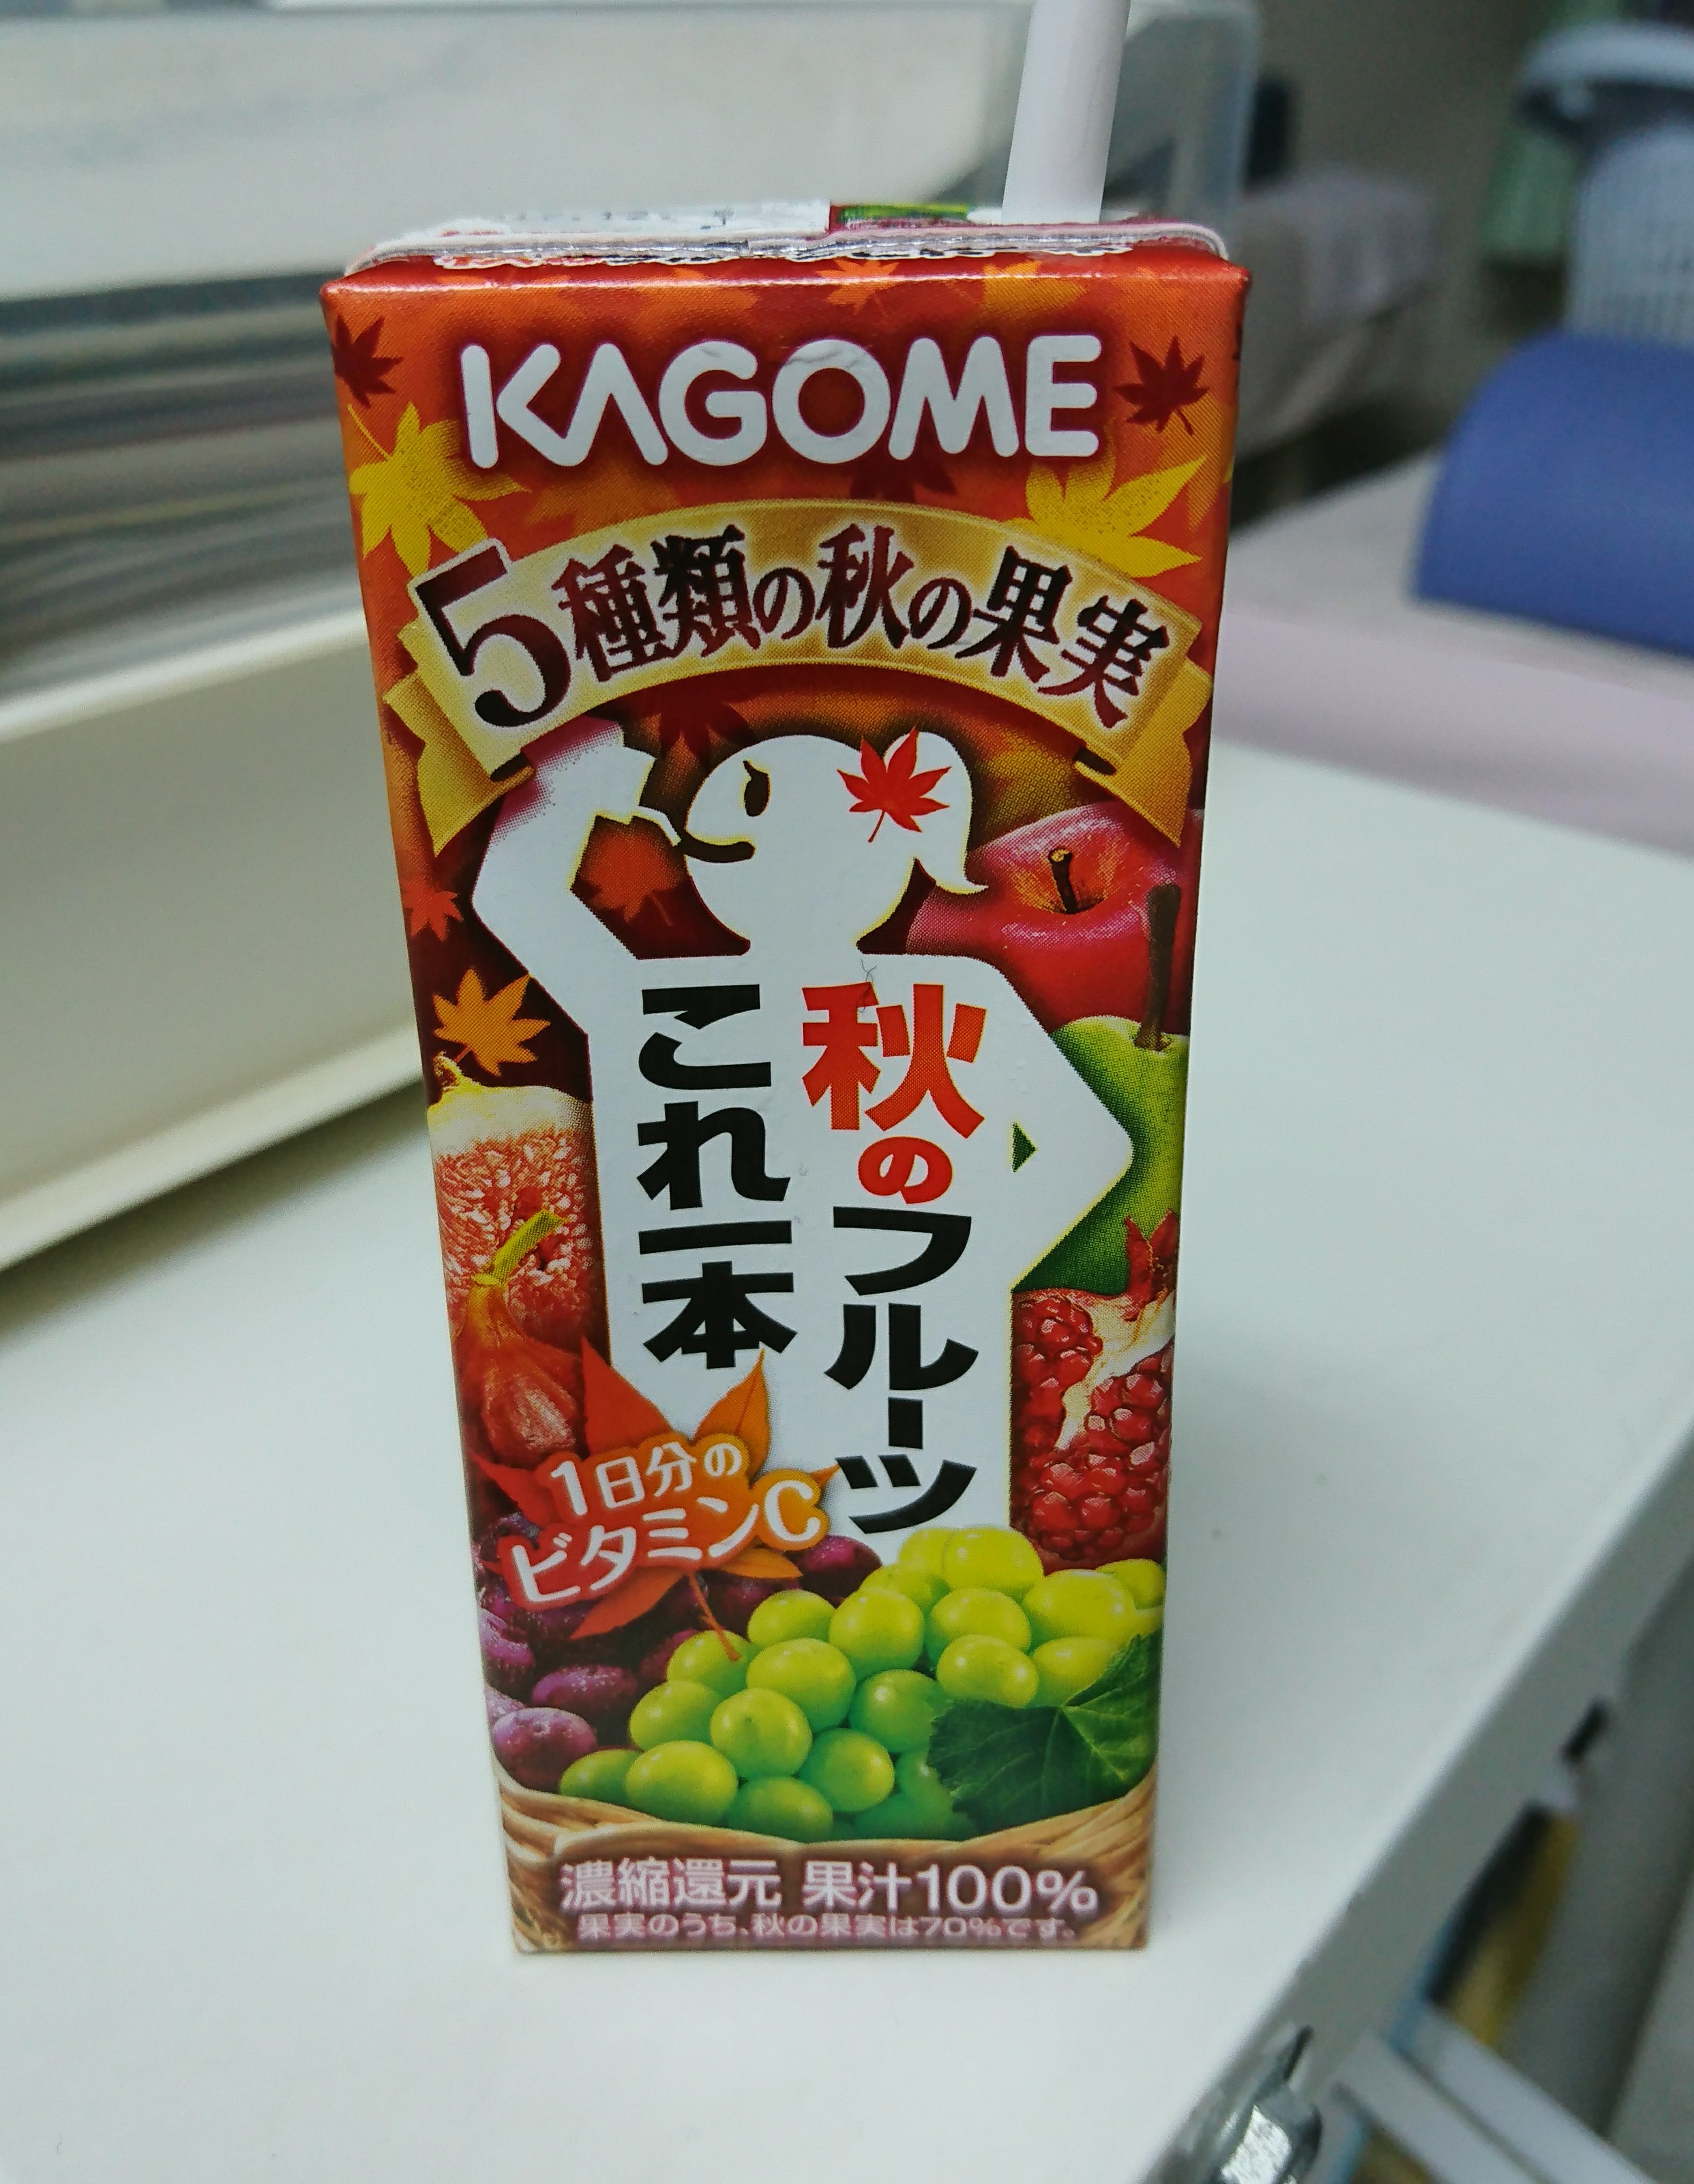 KAGOME
5種類の秋の果実
秋のフルーツ
これ一本
1日分の
ビタミンC
濃縮還元 果汁100%
果実のうち、秋の果実は70%です。